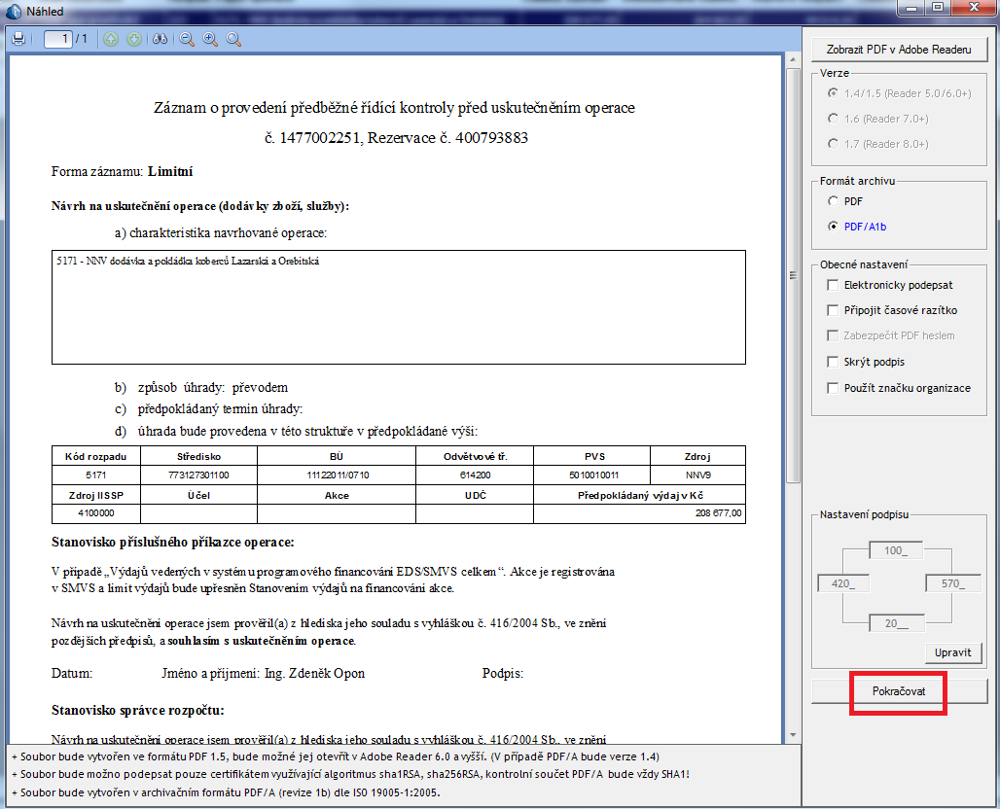 Náhled
1 / 1
Záznam o provedení předběžné řídící kontroly před uskutečněním operace
č. 1477002251, Rezervace č. 400793883
Forma záznamu: Limitní
Návrh na uskutečnění operace (dodávky zboží, služby):
a) charakteristika navrhované operace:
5171 - NNV dodávka a pokládka koberců Lazarská a Orebitská
b) způsob úhrady: převodem
c) předpokládaný termín úhrady:
d) úhrada bude provedena v této struktuře v předpokládané výši:
Kód rozpadu Středisko BÚ Odvětvové tř. PVS Zdroj
5171 773127301100 11122011/0710 614200 5010010011 NNV9
Zdroj IISSP Účel Akce UDČ Předpokládaný výdaj v Kč
4100000 208 677,00
Stanovisko příslušného příkazce operace:
V případě „Výdajů vedených v systému programového financování EDS/SMVS celkem“. Akce je registrována
v SMVS a limit výdajů bude upřesněn Stanovením výdajů na financování akce.
Návrh na uskutečnění operace jsem prověřil(a) z hlediska jeho souladu s vyhláškou č. 416/2004 Sb., ve znění
pozdějších předpisů, a souhlasím s uskutečněním operace.
Datum: Jméno a příjmení: Ing. Zdeněk Opon Podpis:
Stanovisko správce rozpočtu:
Návrh na uskutečnění operace jsem prověřil(a) z hlediska jeho souladu s vyhláškou č. 416/2004 Sb., ve znění
+ Soubor bude vytvořen ve formátu PDF 1.5, bude možné jej otevřít v Adobe Reader 6.0 a vyšší. (V případě PDF/A bude verze 1.4)
+ Soubor bude možno podepsat pouze certifikátem využívající algoritmus sha1RSA, sha256RSA, kontrolní součet PDF/A bude vždy SHA1!
+ Soubor bude vytvořen v archivačním formátu PDF/A (revize 1b) dle ISO 19005-1:2005.
Zobrazit PDF v Adobe Readeru
Verze
1.4/1.5 (Reader 5.0/6.0+)
1.6 (Reader 7.0+)
1.7 (Reader 8.0+)
Formát archivu
PDF
PDF/A1b
Obecné nastavení
Elektronicky podepsat
Připojit časové razítko
Zabezpečit PDF heslem
Skrýt podpis
Použít značku organizace
Nastavení podpisu
100_
420_ 570_
20__
Upravit
Pokračovat